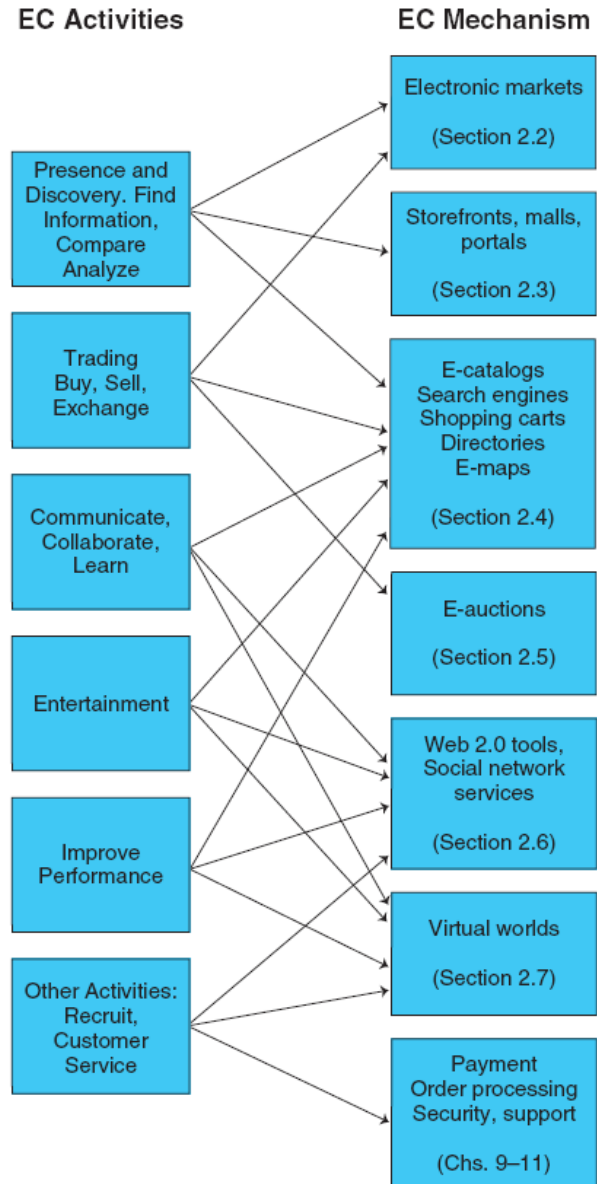 EC Activities
EC Mechanism
Presence and
Discovery. Find
Information,
Compare
Analyze
Trading
Buy, Sell,
Exchange
Communicate,
Collaborate,
Learn
Entertainment
Improve
Performance
Other Activities:
Recruit,
Customer
Service
Electronic markets
(Section 2.2)
Storefronts, malls,
portals
(Section 2.3)
E-catalogs
Search engines
Shopping carts
Directories
E-maps
(Section 2.4)
E-auctions
(Section 2.5)
Web 2.0 tools,
Social network
services
(Section 2.6)
Virtual worlds
(Section 2.7)
Payment
Order processing
Security, support
(Chs. 9–11)